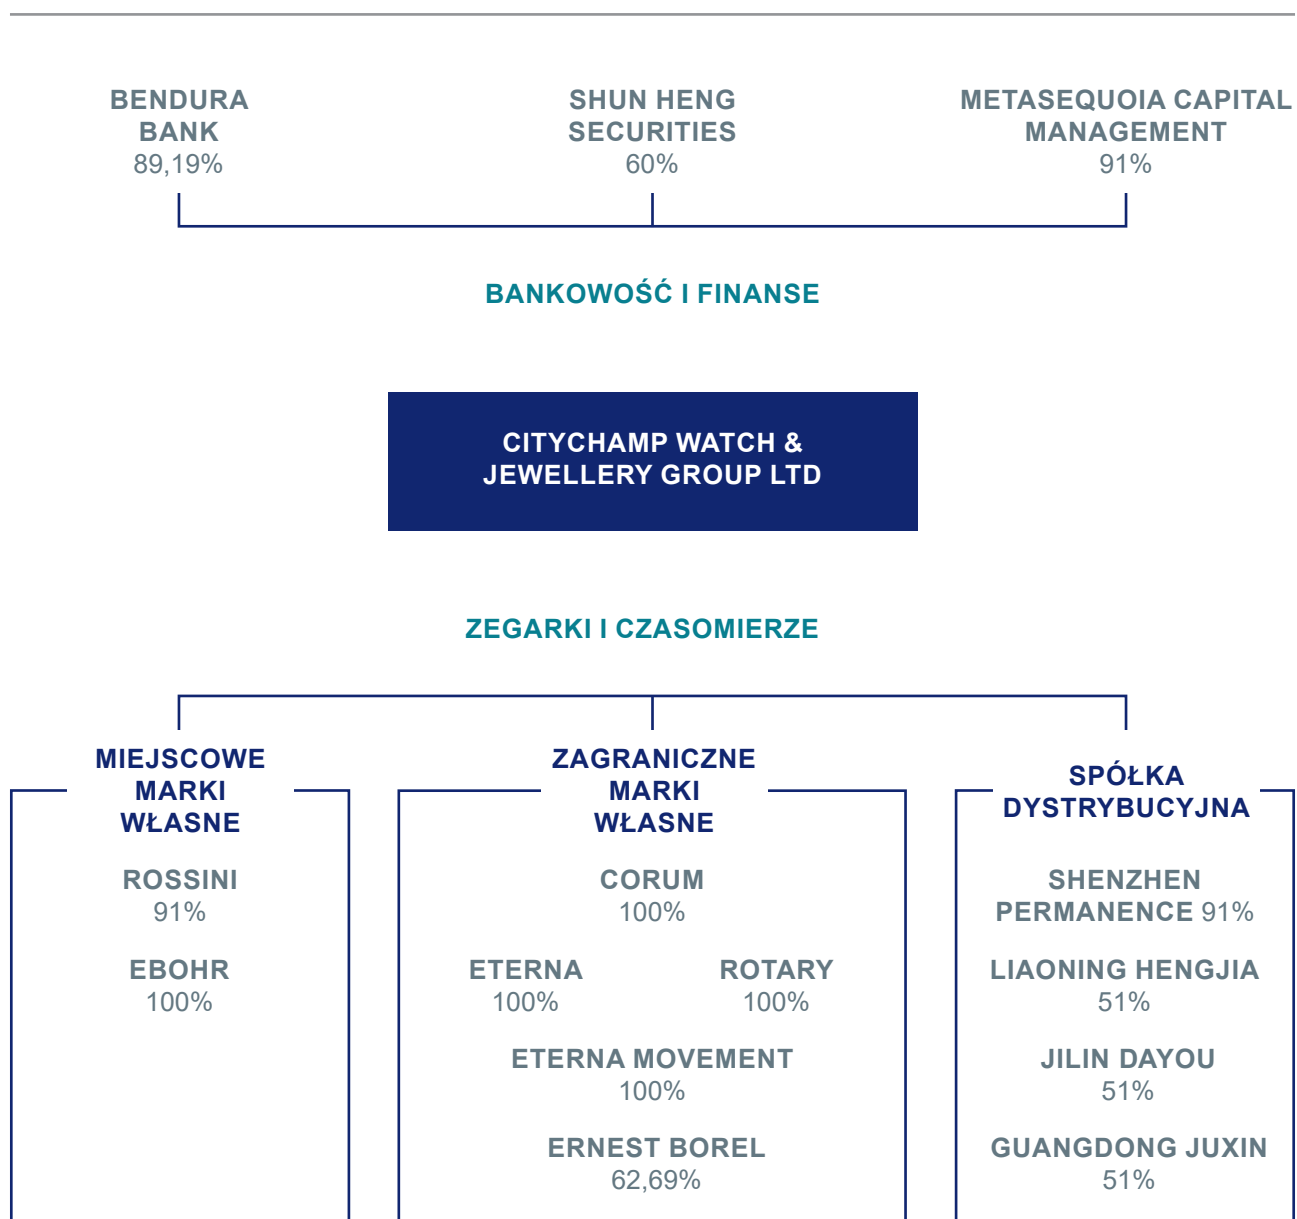 BENDURA
BANK
89,19%
SHUN HENG
SECURITIES
60%
METASEQUOIA CAPITAL
MANAGEMENT
91%
BANKOWOŚĆ I FINANSE
CITYCHAMP WATCH &
JEWELLERY GROUP LTD
ZEGARKI I CZASOMIERZE
MIEJSCOWE
MARKI
WŁASNE
ROSSINI
91%
EBOHR
100%
ZAGRANICZNE
MARKI
WŁASNE
CORUM
100%
ETERNA
100%
ROTARY
100%
ETERNA MOVEMENT
100%
ERNEST BOREL
62,69%
SPÓŁKA
DYSTRYBUCYJNA
SHENZHEN
PERMANENCE 91%
LIAONING HENGJIA
51%
JILIN DAYOU
51%
GUANGDONG JUXIN
51%